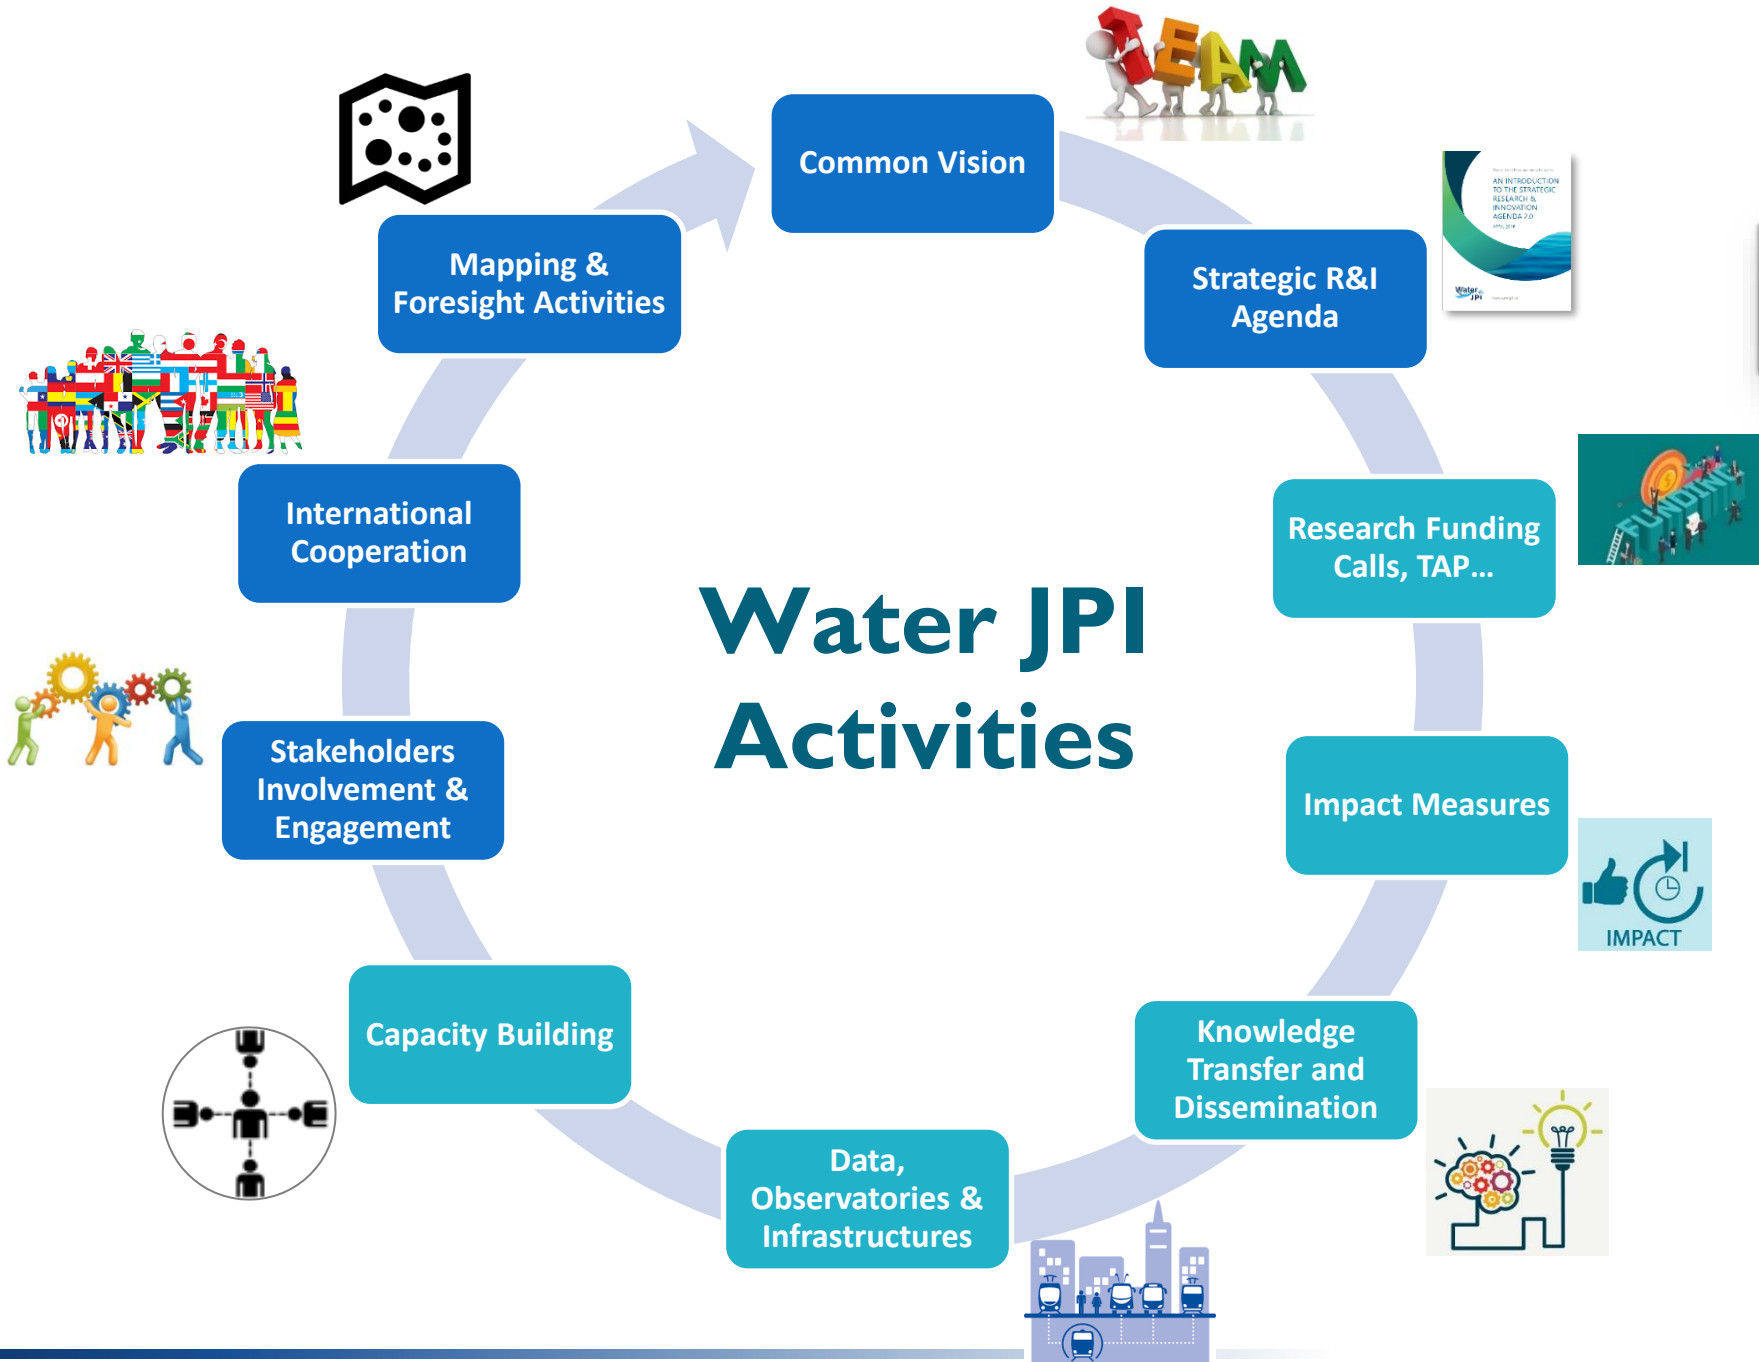 TEAM
Common Vision
AN INTRODUCTION
TO THE STRATEGIC
RESEARCH &
INNOVATION
AGENDA 2.0
Water
JPI
Strategic R&I
Agenda
FUNDING
Research Funding
Calls, TAP...
Impact Measures
IMPACT
Knowledge
Transfer and
Dissemination
Data,
Observatories &
Infrastructures
Capacity Building
Stakeholders
Involvement &
Engagement
International
Cooperation
Mapping &
Foresight Activities
Water JPI
Activities